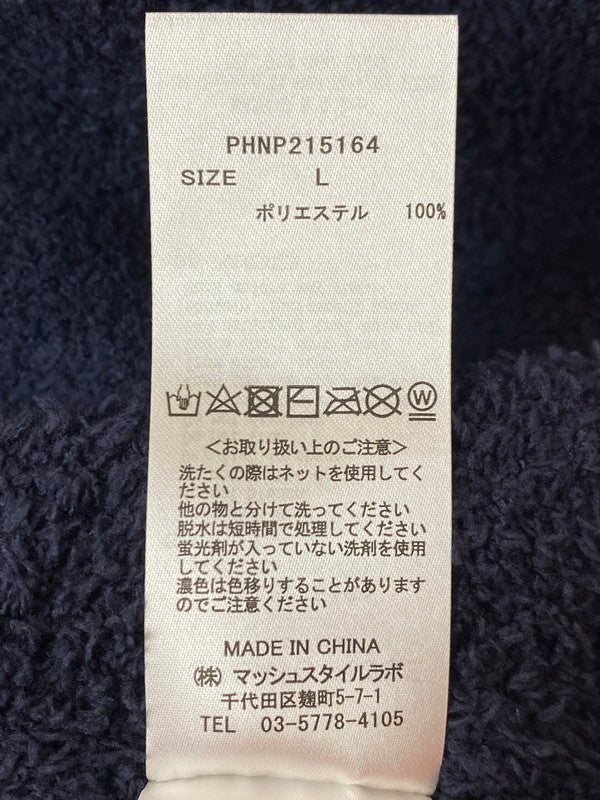 PHNP215164
SIZE L
ポリエステル 100%
W
＜お取り扱い上のご注意＞
洗たくの際はネットを使用してく
ださい
他の物と分けて洗ってください
脱水は短時間で処理してください
蛍光剤が入っていない洗剤を使用
してください
濃色は色移りすることがあります
のでご注意ください
MADE IN CHINA
(株) マッシュスタイルラボ
千代田区麹町5-7-1
TEL 03-5778-4105